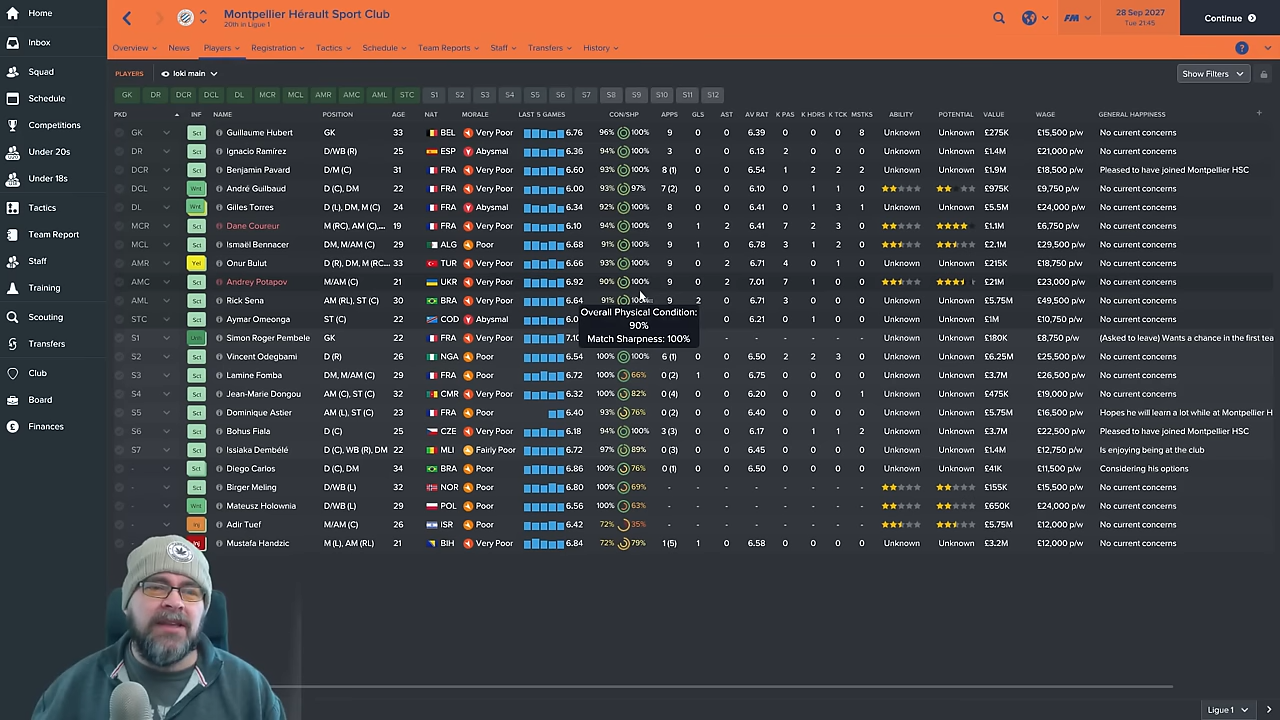 Home
Inbox
Squad
Schedule
Competitions
Under 20s
Under 18s
Tactics
Team Report
Staff
Training
Scouting
Transfers
Club
Board
Finances
Montpellier Hérault Sport Club
20th in Ligue 1
FM
28 Sep 2027
Tue 21:45
Continue
Overview News Players Registration Tactics Schedule Team Reports Staff Transfers History ?
PLAYERS loki main Show Filters
GK DR DCR DCL DL MCR MCL AMR AMC AML STC S1 S2 S3 S4 S5 S6 S7 S8 S9 S10 S11 S12
PKD INF NAME POSITION AGE NAT MORALE LAST 5 GAMES CON/SHP APPS GLS AST AV RAT K PAS K HDRS K TCK MSTKS ABILITY POTENTIAL VALUE WAGE GENERAL HAPPINESS +
GK Sct Guillaume Hubert GK 33 BEL Very Poor 6.76 96% 9 0 0 6.39 0 0 0 8 Unknown Unknown £275K £15,500 p/w No current concerns
DR Sct Ignacio Ramírez D/WB (R) 25 ESP Abysmal 6.36 94% 100% 3 0 0 6.13 2 0 0 0 Unknown Unknown £1.4M £21,000 p/w No current concerns
DCR Sct Benjamin Pavard D/M (C) 31 FRA Very Poor 6.60 93% 100% 8 (1) 0 0 6.54 1 2 2 Unknown Unknown £1.9M £18,500 p/w Pleased to have joined Montpellier HSC
DCL Wnt André Guilbaud D (C), DM 22 FRA Very Poor 6.00 93% 97% 7 (2) 0 0 6.10 0 1 1 0 £975K £9,750 p/w No current concerns
DL Wnt Gilles Torres D (L), DM, M (C) 24 FRA Abysmal 6.34 92% 100% 8 0 0 6.41 0 1 3 1 Unknown Unknown £5.5M £24,000 p/w No current concerns
MCR Sct Dane Coureur M (RC), AM (C),... 19 FRA Very Poor 6.10 94% 100% 9 1 2 6.41 7 2 3 0 £1.1M £6,750 p/w No current concerns
MCL Sct Ismaël Bennacer DM, M/AM (C) 29 ALG Poor 6.68 91% 100% 9 1 6.78 3 1 2 0 £2.1M £29,500 p/w No current concerns
AMR Yel Onur Bulut D (R), DM, M (RC... 33 TUR Very Poor 6.66 93% 100% 9 0 2 6.71 4 0 1 0 Unknown Unknown £215K £18,750 p/w No current concerns
AMC Sct Andrey Potapov M/AM (C) 21 UKR Very Poor 6.92 90% 100% 9 0 2 7.01 7 1 0 0 £21M £23,000 p/w No current concerns
AML Sct Rick Sena AM (RL), ST (C) 30 BRA Very Poor 6.64 91% 9 2 6.71 3 0 0 0 Unknown Unknown £5.75M £49,500 p/w No current concerns
STC Sct Aymar Omeonga ST (C) 22 COD Abysmal 6.21 0 1 0 0 Unknown Unknown £1M £10,750 p/w No current concerns
Overall Physical Condition:
90%
Match Sharpness: 100%
S1 Simon Roger Pembele GK 22 FRA Very Poor - - - - - - Unknown Unknown £180K £8,750 p/w (Asked to leave) Wants a chance in the first tea
S2 Sct Vincent Odegbami D (R) 26 NGA Poor 6.54 100% 6 (1) 0 0 6.50 2 2 3 0 Unknown Unknown £6.25M £25,500 p/w No current concerns
S3 Sct Lamine Fomba DM, M/AM (C) 29 FRA Poor 6.72 100% 66% 0 (2) 1 0 6.75 0 0 0 0 Unknown Unknown £3.7M £26,500 p/w No current concerns
S4 Sct Jean-Marie Dongou AM (C), ST (C) 32 CMR Very Poor 6.32 100% 82% 0 (4) 0 0 6.20 0 0 0 1 Unknown Unknown £475K £19,000 p/w No current concerns
S5 Sct Dominique Astier AM (L), ST (C) 23 FRA Poor 6.40 93% 76% 0 (2) 0 0 6.40 0 0 0 0 Unknown Unknown £5.75M £16,500 p/w Hopes he will learn a lot while at Montpellier H
S6 Sct Bohus Fiala D (C) 25 CZE Very Poor 6.18 94% 100% 3 (3) 0 0 6.17 0 1 1 2 Unknown Unknown £3.7M £22,500 p/w Pleased to have joined Montpellier HSC
S7 Sct Issiaka Dembélé D (C), WB (R), DM 22 MLI Fairly Poor 6.72 97% 89% 0 (3) 0 0 6.45 0 0 0 0 Unknown Unknown £1.4M £12,750 p/w Is enjoying being at the club
- Sct Diego Carlos D (C), DM 34 BRA Poor 6.86 100% 76% 0 (1) 0 0 6.50 0 0 0 0 Unknown Unknown £41K £11,500 p/w Considering his options
- Sct Birger Meling D/WB (L) 32 NOR Poor 6.80 100% 69% - - - - - - - - £155K £15,500 p/w No current concerns
- Wnt Mateusz Holownia D/WB (L) 29 POL Poor 6.56 100% 63% - - - - - - - - £650K £24,000 p/w No current concerns
- Inj Adir Tuef M/AM (C) 26 ISR Poor 6.42 72% 35% - - - - - - - - £5.75M £12,000 p/w No current concerns
Inj Mustafa Handzic M (L), AM (RL) 21 BIH Very Poor 6.84 72% 79% 1 (5) 1 0 6.58 0 0 0 0 Unknown Unknown £3.2M £12,000 p/w No current concerns
Ligue 1